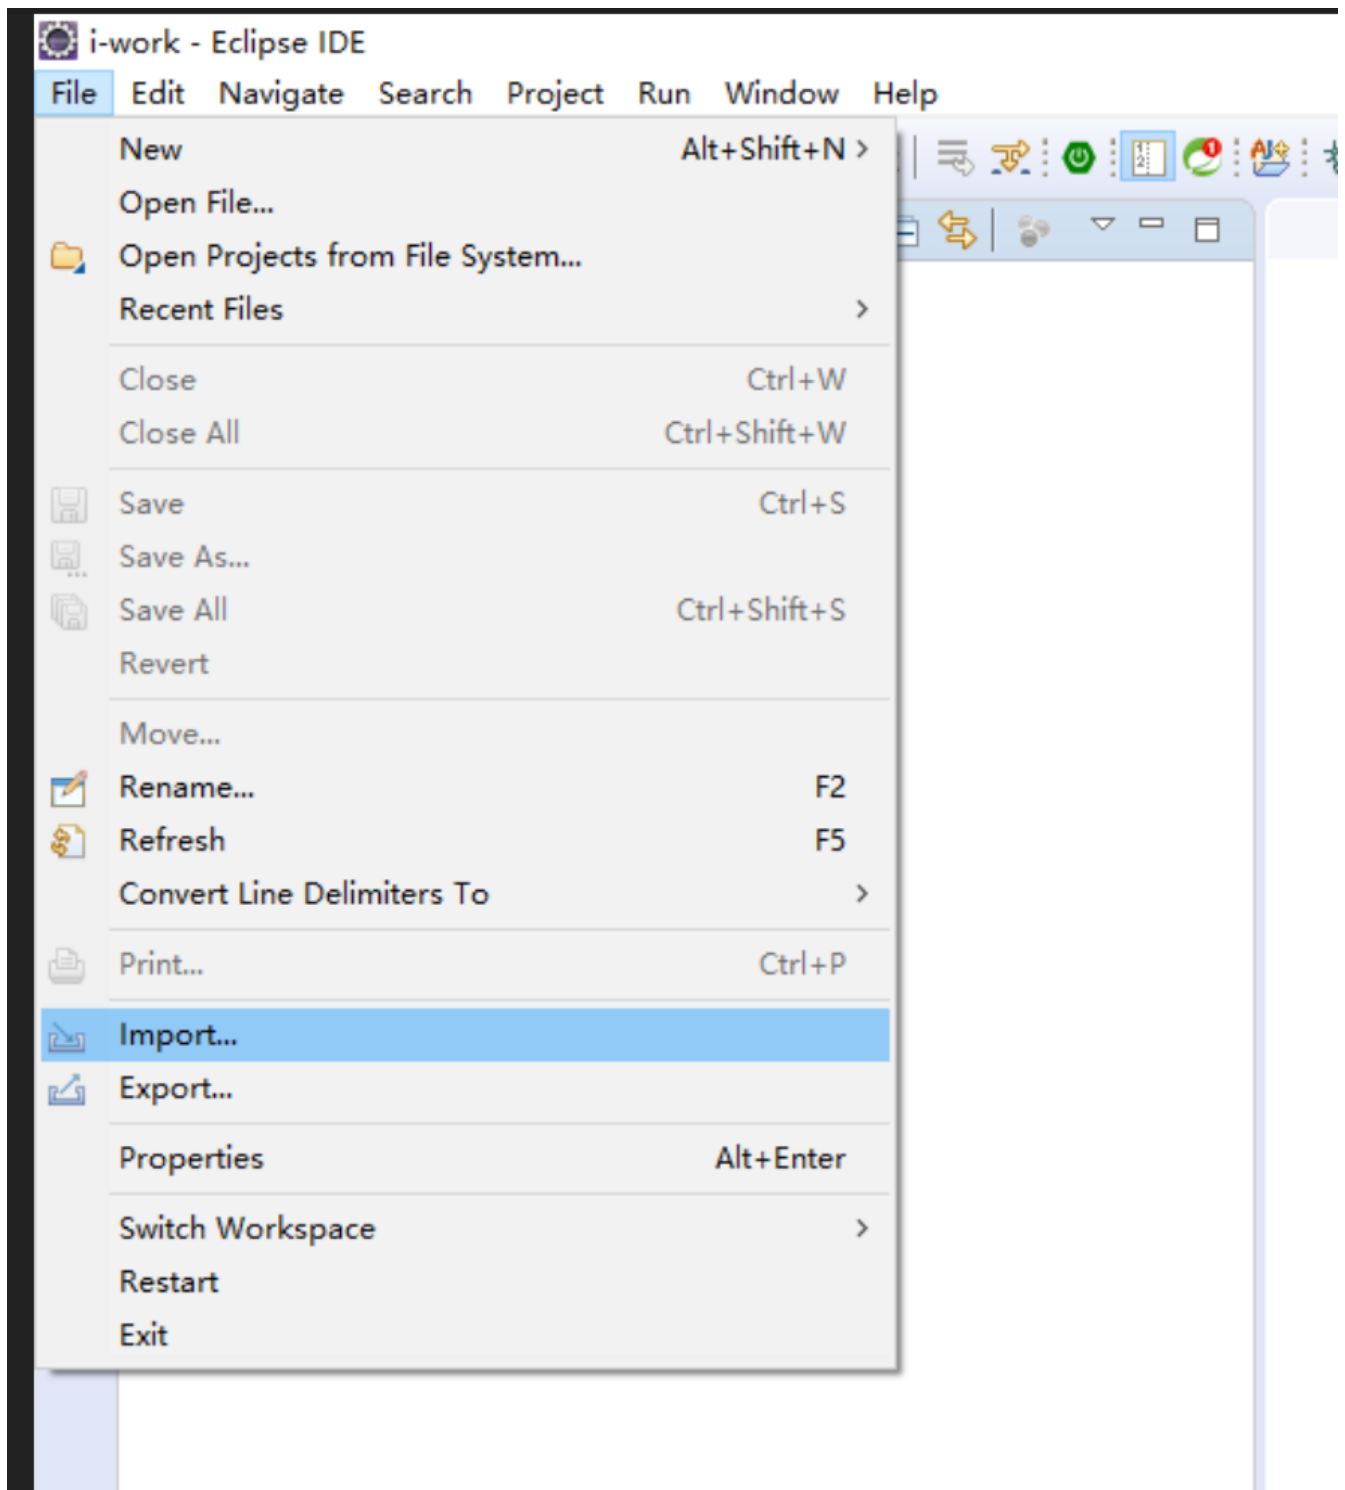 i-work - Eclipse IDE
File Edit Navigate Search Project Run Window Help
New Alt+Shift+N >
Open File...
Open Projects from File System...
Recent Files >
Close Ctrl+W
Close All Ctrl+Shift+W
Save Ctrl+S
Save As...
Save All Ctrl+Shift+S
Revert
Move...
Rename... F2
Refresh F5
Convert Line Delimiters To >
Print... Ctrl+P
Import...
Export...
Properties Alt+Enter
Switch Workspace >
Restart
Exit